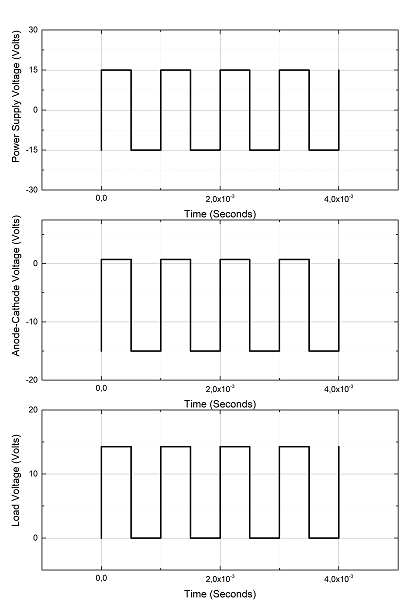 Power Supply Voltage (Volts)
30
15
0
-15
-30
0,0
2,0x10⁻³
4,0x10⁻³
Time (Seconds)
Anode-Cathode Voltage (Volts)
0
-10
-20
0,0
2,0x10⁻³
4,0x10⁻³
Time (Seconds)
Load Voltage (Volts)
20
10
0
0,0
2,0x10⁻³
4,0x10⁻³
Time (Seconds)